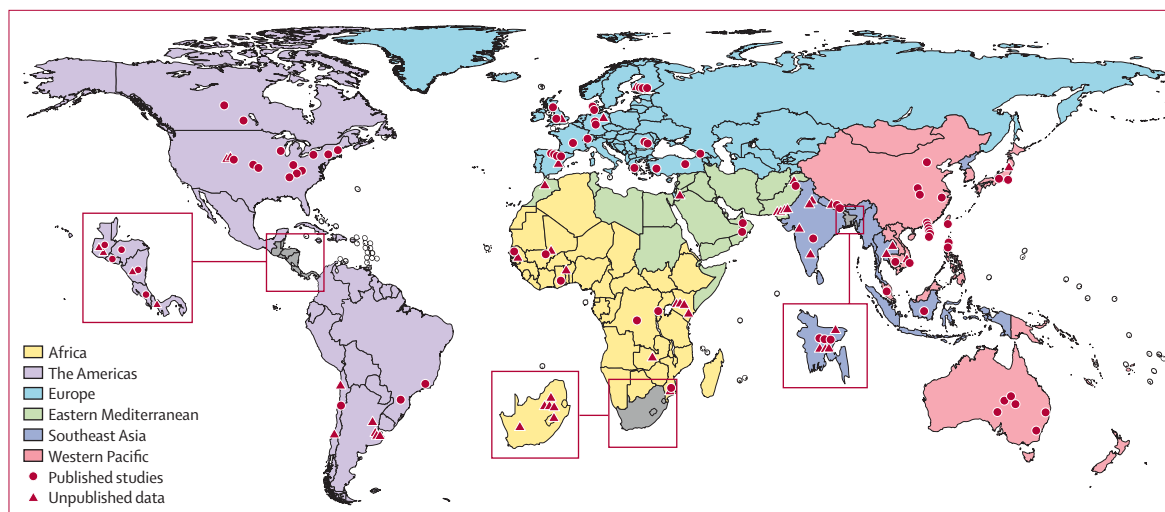 Africa
The Americas
Europe
Eastern Mediterranean
Southeast Asia
Western Pacific
Published studies
Unpublished data